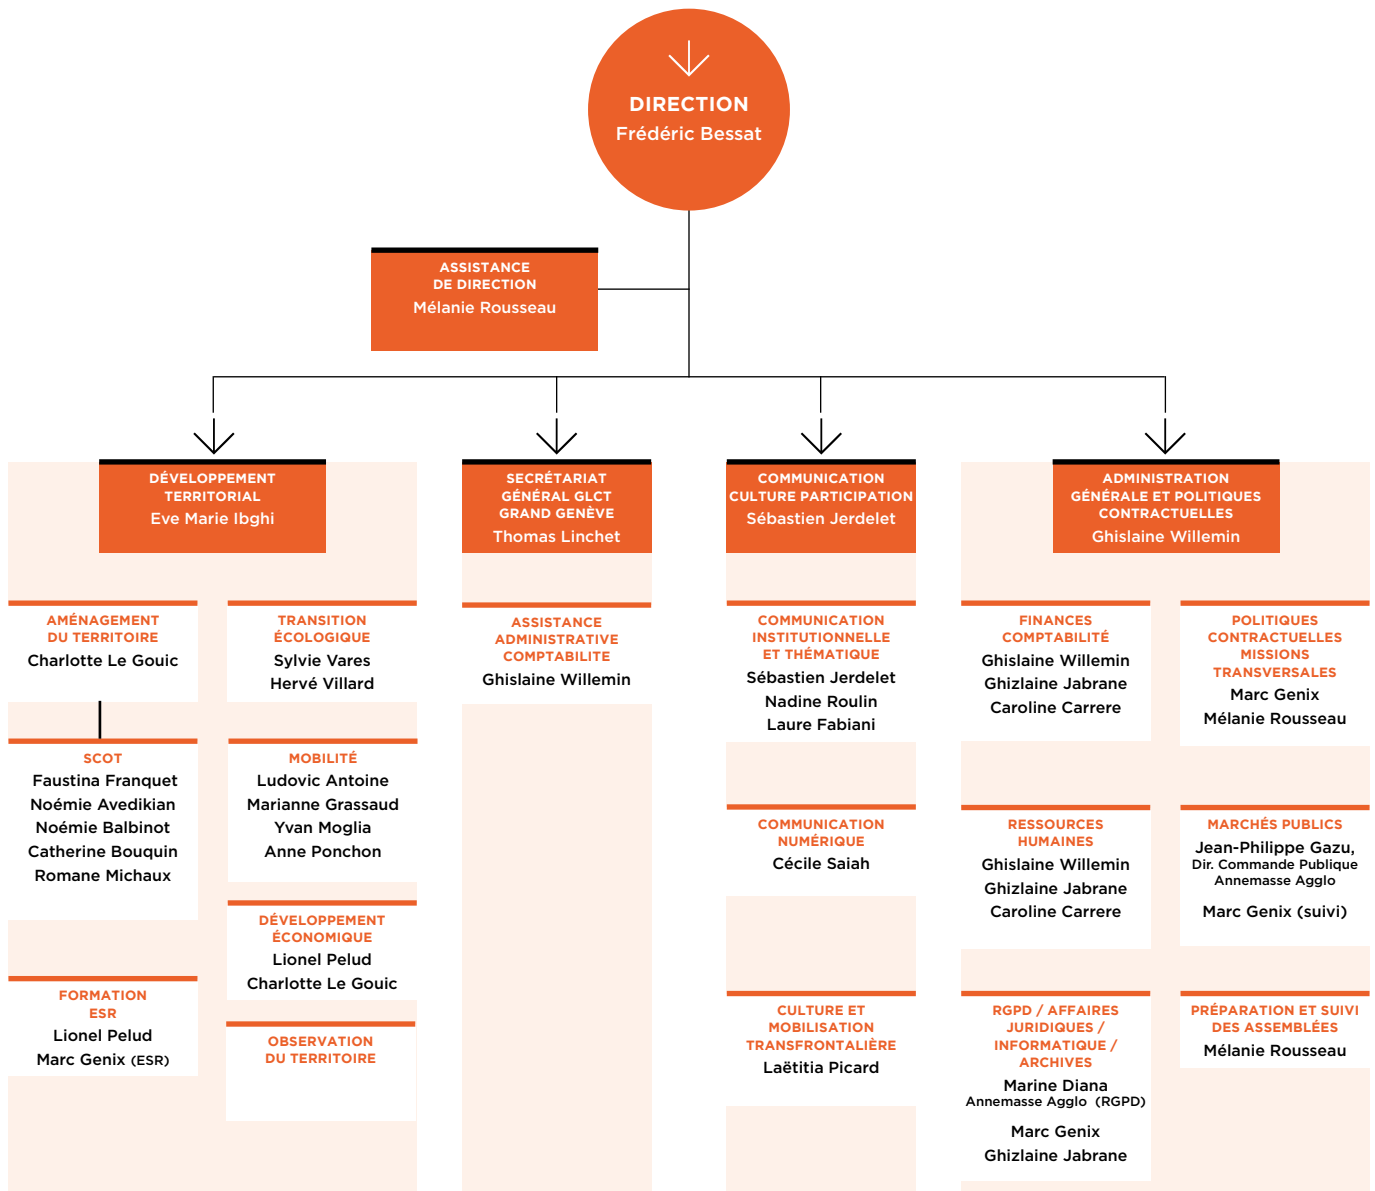 DIRECTION
Frédéric Bessat
ASSISTANCE
DE DIRECTION
Mélanie Rousseau
DÉVELOPPEMENT
TERRITORIAL
Eve Marie Ibghi
AMÉNAGEMENT
DU TERRITOIRE
Charlotte Le Gouic
SCOT
Faustina Franquet
Noémie Avedikian
Noémie Balbinot
Catherine Bouquin
Romane Michaux
FORMATION
ESR
Lionel Pelud
Marc Genix (ESR)
TRANSITION
ÉCOLOGIQUE
Sylvie Vares
Hervé Villard
MOBILITÉ
Ludovic Antoine
Marianne Grassaud
Yvan Moglia
Anne Ponchon
DÉVELOPPEMENT
ÉCONOMIQUE
Lionel Pelud
Charlotte Le Gouic
OBSERVATION
DU TERRITOIRE
SECRÉTARIAT
GÉNÉRAL GLCT
GRAND GENÈVE
Thomas Linchet
ASSISTANCE
ADMINISTRATIVE
COMPTABILITE
Ghislaine Willemin
COMMUNICATION
CULTURE PARTICIPATION
Sébastien Jerdelet
COMMUNICATION
INSTITUTIONNELLE
ET THÉMATIQUE
Sébastien Jerdelet
Nadine Roulin
Laure Fabiani
COMMUNICATION
NUMÉRIQUE
Cécile Saiah
CULTURE ET
MOBILISATION
TRANSFRONTALIÈRE
Laëtitia Picard
ADMINISTRATION
GÉNÉRALE ET POLITIQUES
CONTRACTUELLES
Ghislaine Willemin
FINANCES
COMPTABILITÉ
Ghislaine Willemin
Ghizlaine Jabrane
Caroline Carrere
RESSOURCES
HUMAINES
Ghislaine Willemin
Ghizlaine Jabrane
Caroline Carrere
RGPD / AFFAIRES
JURIDIQUES /
INFORMATIQUE /
ARCHIVES
Marine Diana
Annemasse Agglo (RGPD)
Marc Genix
Ghizlaine Jabrane
POLITIQUES
CONTRACTUELLES
MISSIONS
TRANSVERSALES
Marc Genix
Mélanie Rousseau
MARCHÉS PUBLICS
Jean-Philippe Gazu,
Dir. Commande Publique
Annemasse Agglo
Marc Genix (suivi)
PRÉPARATION ET SUIVI
DES ASSEMBLÉES
Mélanie Rousseau